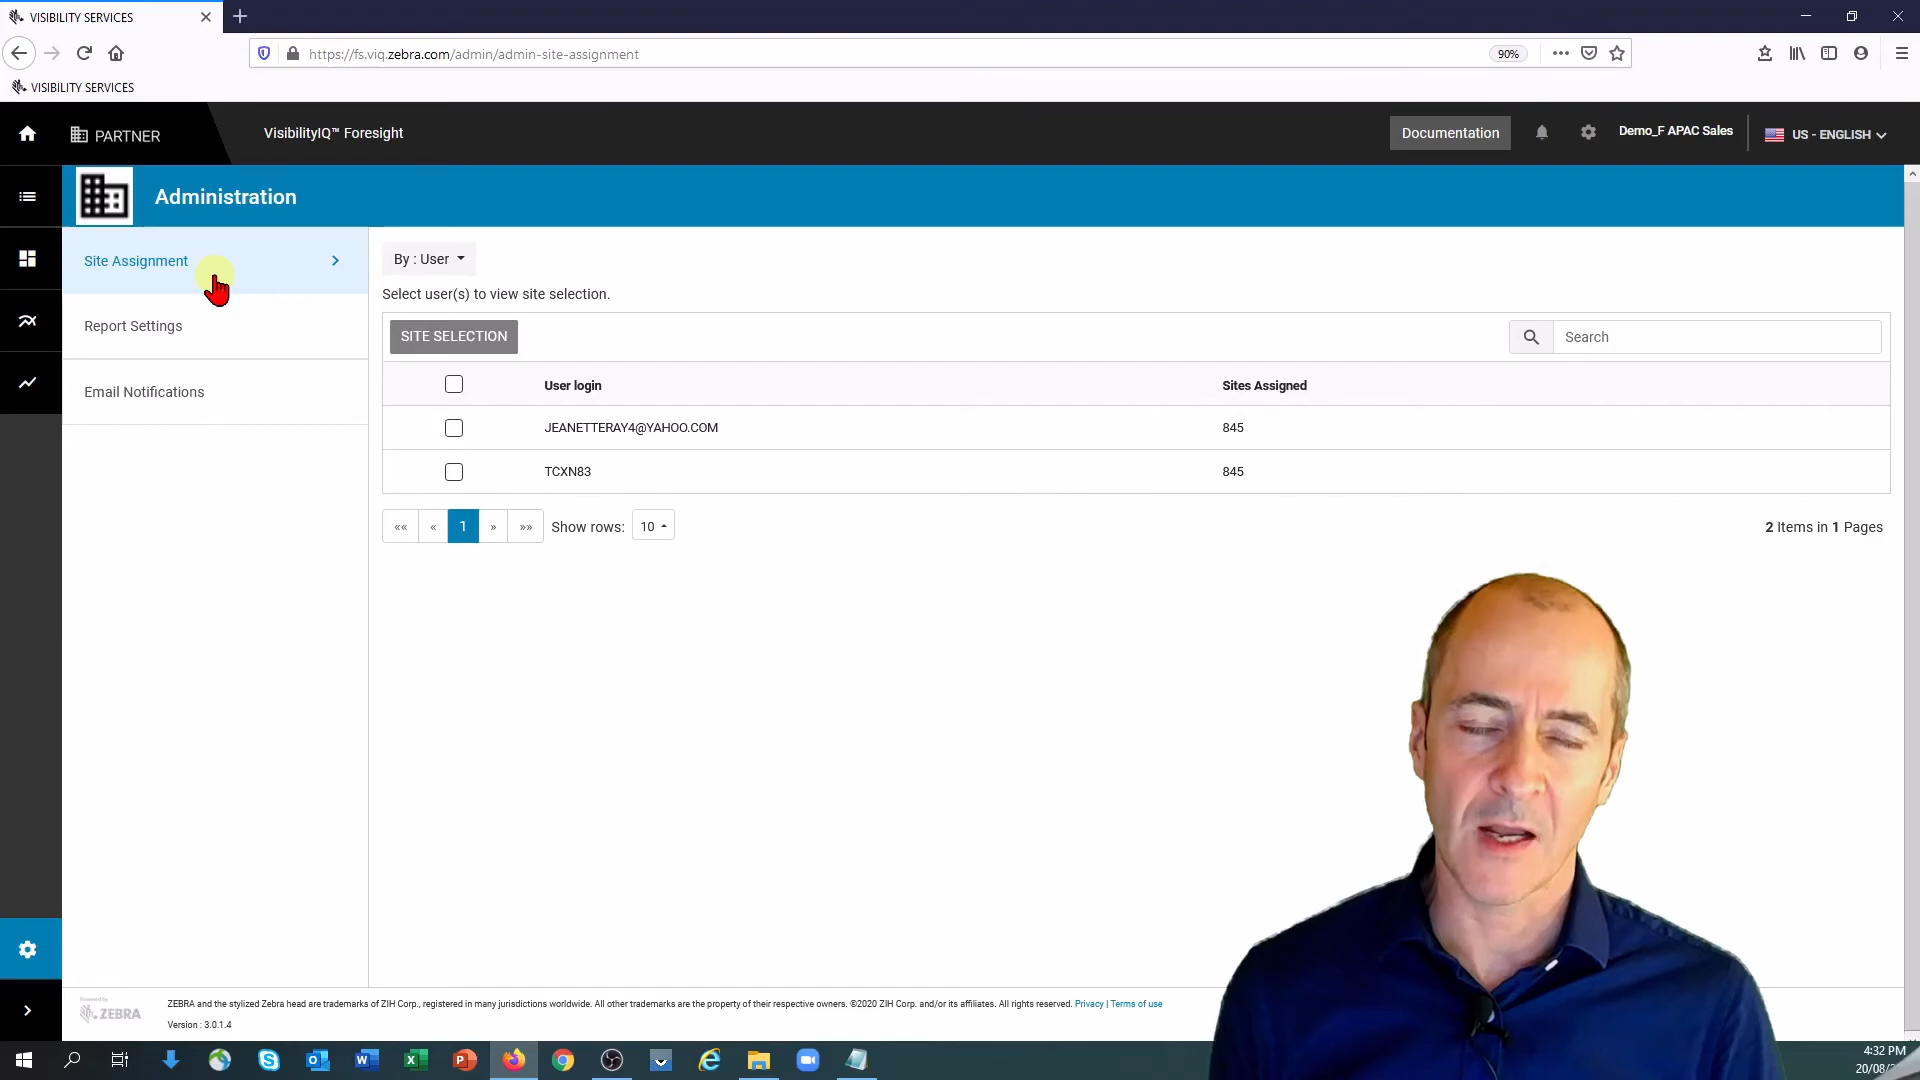 VISIBILITY SERVICES
https://fs.viq.zebra.com/admin/admin-site-assignment
90%
VISIBILITY SERVICES
PARTNER
VisibilityIQ™ Foresight
Documentation
Demo_F APAC Sales
US - ENGLISH
Administration
Site Assignment
Report Settings
Email Notifications
By : User
Select user(s) to view site selection.
SITE SELECTION
Search
User login
Sites Assigned
JEANETTERAY4@YAHOO.COM
845
TCXN83
845
«« « 1 » »» Show rows: 10
2 Items in 1 Pages
Powered by
ZEBRA
ZEBRA and the stylized Zebra head are trademarks of ZIH Corp., registered in many jurisdictions worldwide. All other trademarks are the property of their respective owners. ©2020 ZIH Corp. and/or its affiliates. All rights reserved. Privacy | Terms of use
Version : 3.0.1.4
4:32 PM
20/08/